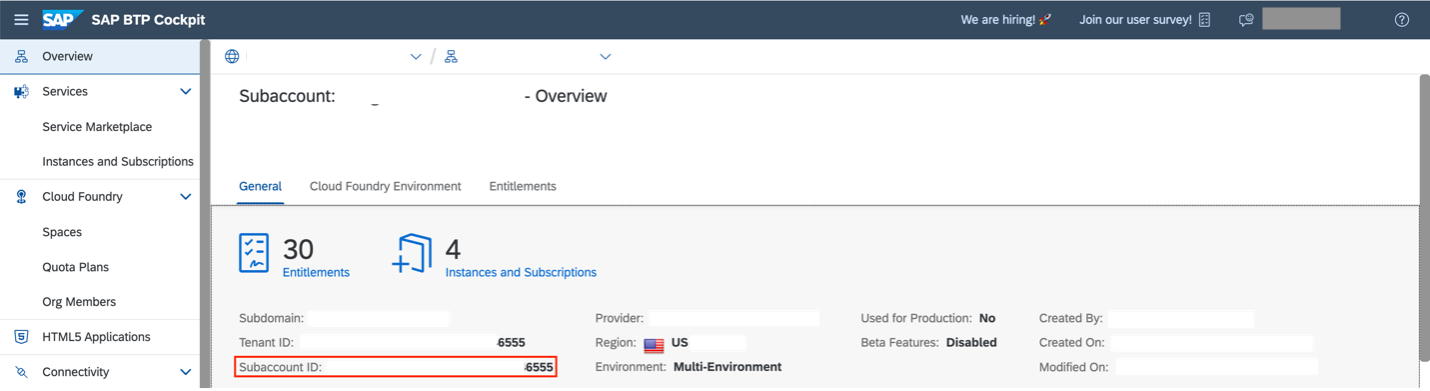 SAP SAP BTP Cockpit
We are hiring! 🚀 Join our user survey!
Overview
Services
Service Marketplace
Instances and Subscriptions
Cloud Foundry
Spaces
Quota Plans
Org Members
HTML5 Applications
Connectivity
/
Subaccount: - Overview
General Cloud Foundry Environment Entitlements
30
Entitlements
4
Instances and Subscriptions
Subdomain:
Tenant ID: 6555
Subaccount ID: 6555
Provider:
Region: US
Environment: Multi-Environment
Used for Production: No
Beta Features: Disabled
Created By:
Created On:
Modified On: